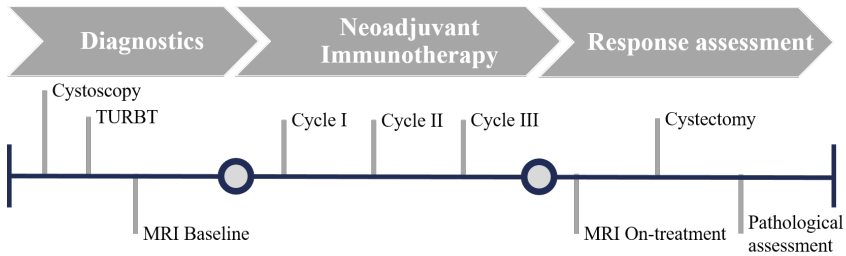 Diagnostics
Neoadjuvant
Immunotherapy
Response assessment
Cystoscopy
TURBT
MRI Baseline
Cycle I
Cycle II
Cycle III
Cystectomy
MRI On-treatment
Pathological
assessment